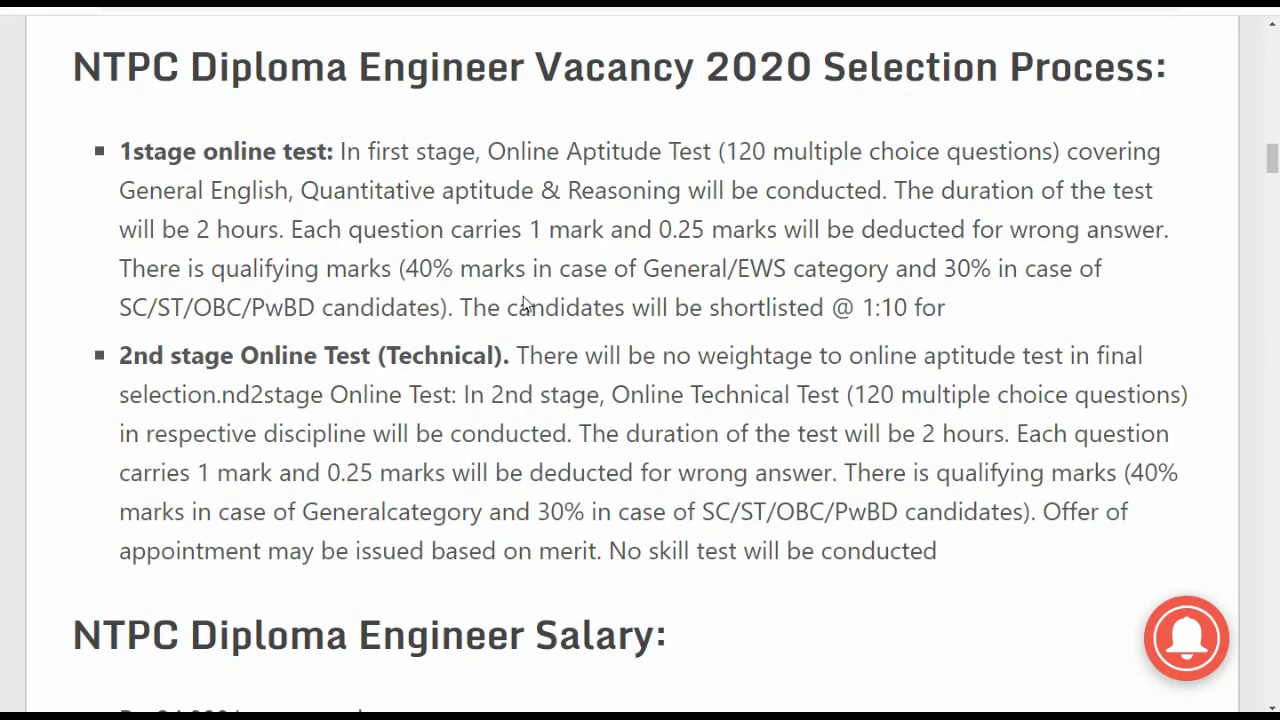 NTPC Diploma Engineer Vacancy 2020 Selection Process:
1stage online test: In first stage, Online Aptitude Test (120 multiple choice questions) covering
General English, Quantitative aptitude & Reasoning will be conducted. The duration of the test
will be 2 hours. Each question carries 1 mark and 0.25 marks will be deducted for wrong answer.
There is qualifying marks (40% marks in case of General/EWS category and 30% in case of
SC/ST/OBC/PwBD candidates). The candidates will be shortlisted @ 1:10 for
2nd stage Online Test (Technical). There will be no weightage to online aptitude test in final
selection.nd2stage Online Test: In 2nd stage, Online Technical Test (120 multiple choice questions)
in respective discipline will be conducted. The duration of the test will be 2 hours. Each question
carries 1 mark and 0.25 marks will be deducted for wrong answer. There is qualifying marks (40%
marks in case of Generalcategory and 30% in case of SC/ST/OBC/PwBD candidates). Offer of
appointment may be issued based on merit. No skill test will be conducted
NTPC Diploma Engineer Salary: